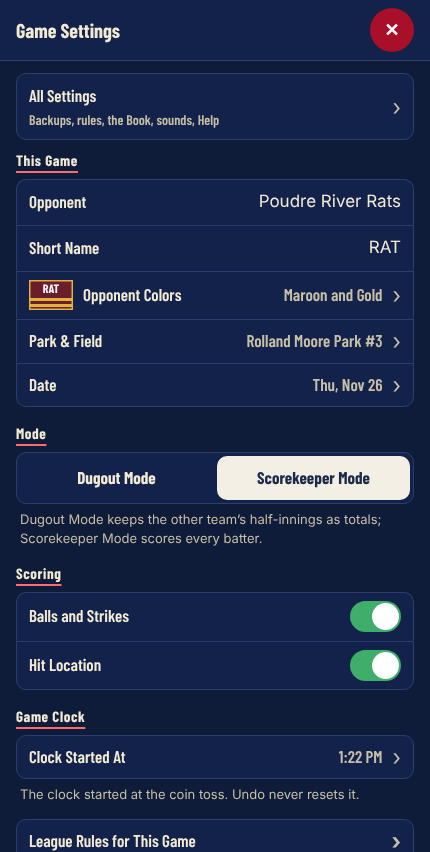 Game Settings
All Settings
Backups, rules, the Book, sounds, Help
This Game
Opponent Poudre River Rats
Short Name RAT
RAT Opponent Colors Maroon and Gold
Park & Field Rolland Moore Park #3
Date Thu, Nov 26
Mode
Dugout Mode Scorekeeper Mode
Dugout Mode keeps the other team’s half-innings as totals;
Scorekeeper Mode scores every batter.
Scoring
Balls and Strikes
Hit Location
Game Clock
Clock Started At 1:22 PM
The clock started at the coin toss. Undo never resets it.
League Rules for This Game